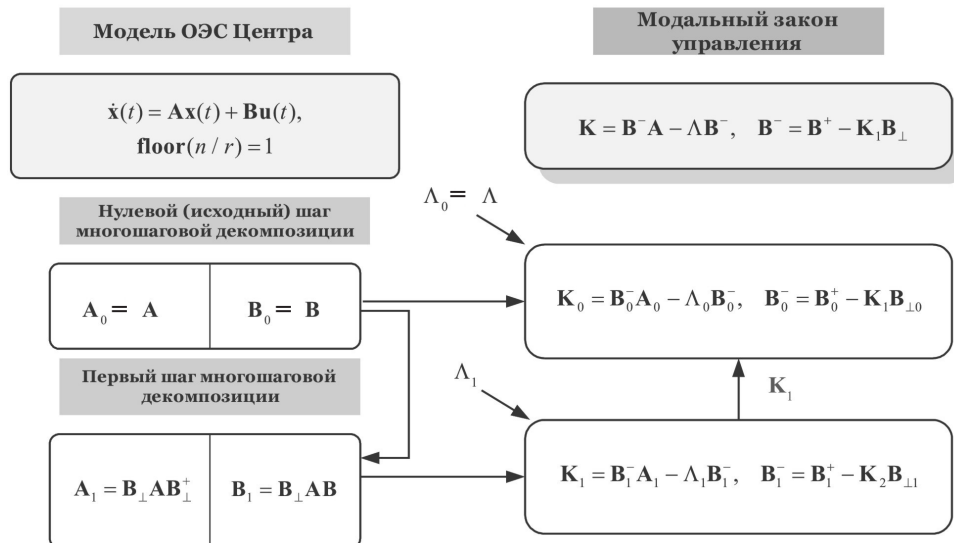 Модель ОЭС Центра
ẋ(t) = Ax(t) + Bu(t),
floor(n / r) = 1
Нулевой (исходный) шаг
многошаговой декомпозиции
A₀ = A
B₀ = B
Первый шаг многошаговой
декомпозиции
A₁ = B⊥AB⊥⁺
B₁ = B⊥AB
Модальный закон
управления
K = B⁻A − ΛB⁻, B⁻ = B⁺ − K₁B⊥
Λ₀ = Λ
K₀ = B₀⁻A₀ − Λ₀B₀⁻, B₀⁻ = B₀⁺ − K₁B⊥₀
K₁
Λ₁
K₁ = B₁⁻A₁ − Λ₁B₁⁻, B₁⁻ = B₁⁺ − K₂B⊥₁